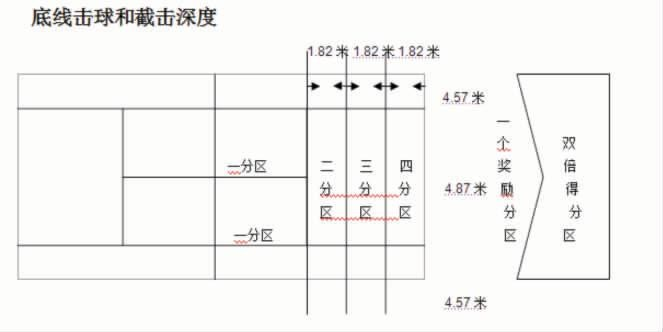 底线击球和截击深度
1.82 米 1.82 米 1.82 米
4.57 米
一分区
二分区
三分区
四分区
4.87 米
一个奖励分区
双倍得分区
一分区
4.57 米